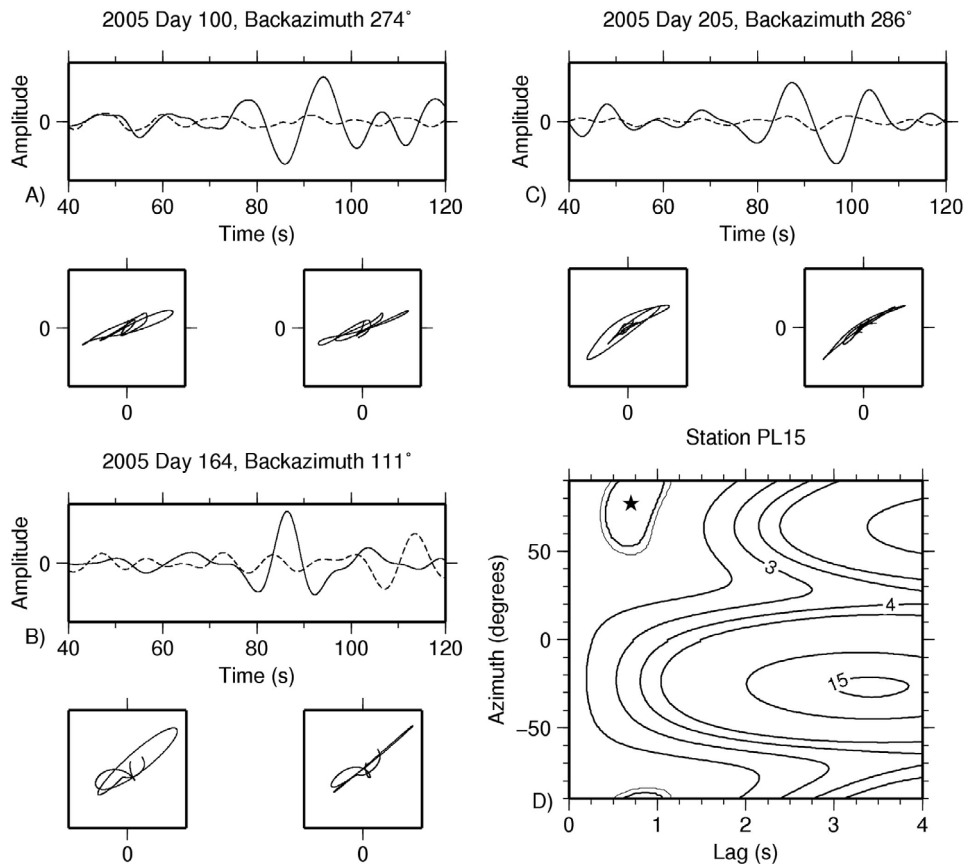 2005 Day 100, Backazimuth 274°
Amplitude
0
A)
40 60 80 100 120
Time (s)
0 0
0 0
2005 Day 164, Backazimuth 111°
Amplitude
0
B)
40 60 80 100 120
Time (s)
0 0
2005 Day 205, Backazimuth 286°
Amplitude
0
C)
40 60 80 100 120
Time (s)
0
0 0
Station PL15
Azimuth (degrees)
50
0
−50
3
4
15
D)
0 1 2 3 4
Lag (s)